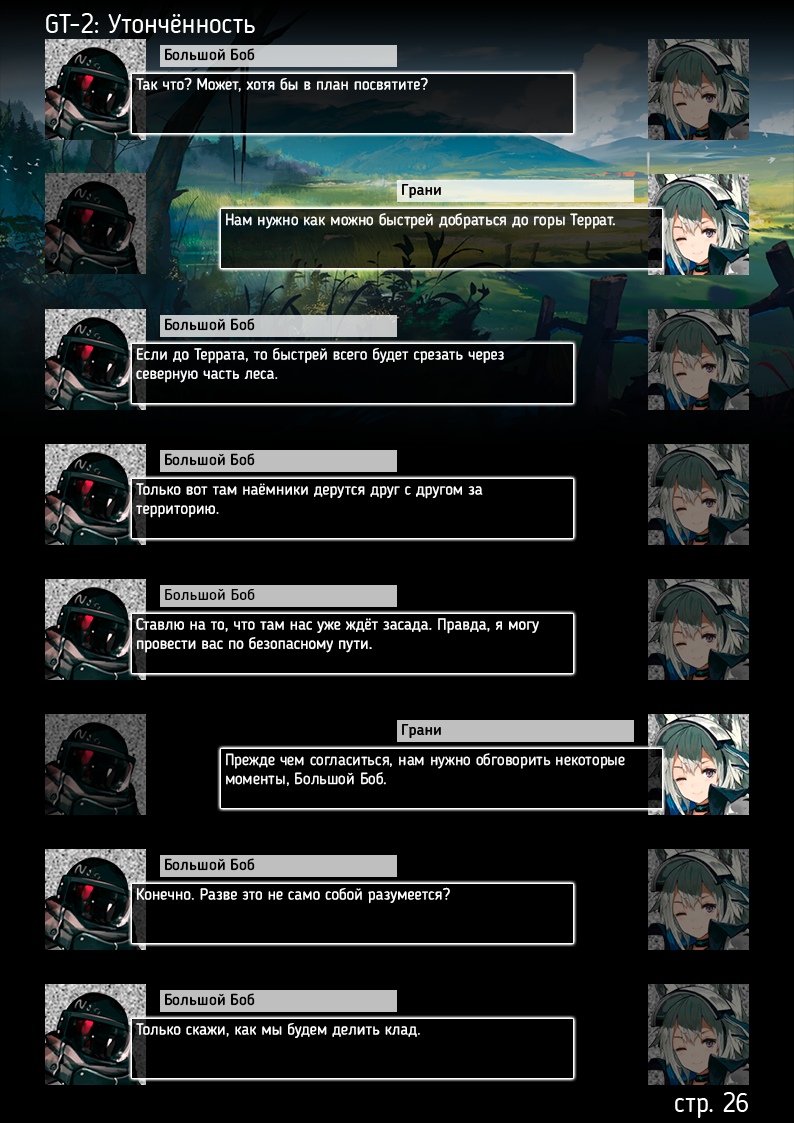 GT-2: Утончённость
Большой Боб
Так что? Может, хотя бы в план посвятите?
Грани
Нам нужно как можно быстрей добраться до горы Террат.
Большой Боб
Если до Террата, то быстрей всего будет срезать через
северную часть леса.
Большой Боб
Только вот там наёмники дерутся друг с другом за
территорию.
Большой Боб
Ставлю на то, что там нас уже ждёт засада. Правда, я могу
провести вас по безопасному пути.
Грани
Прежде чем согласиться, нам нужно обговорить некоторые
моменты, Большой Боб.
Большой Боб
Конечно. Разве это не само собой разумеется?
Большой Боб
Только скажи, как мы будем делить клад.
стр. 26